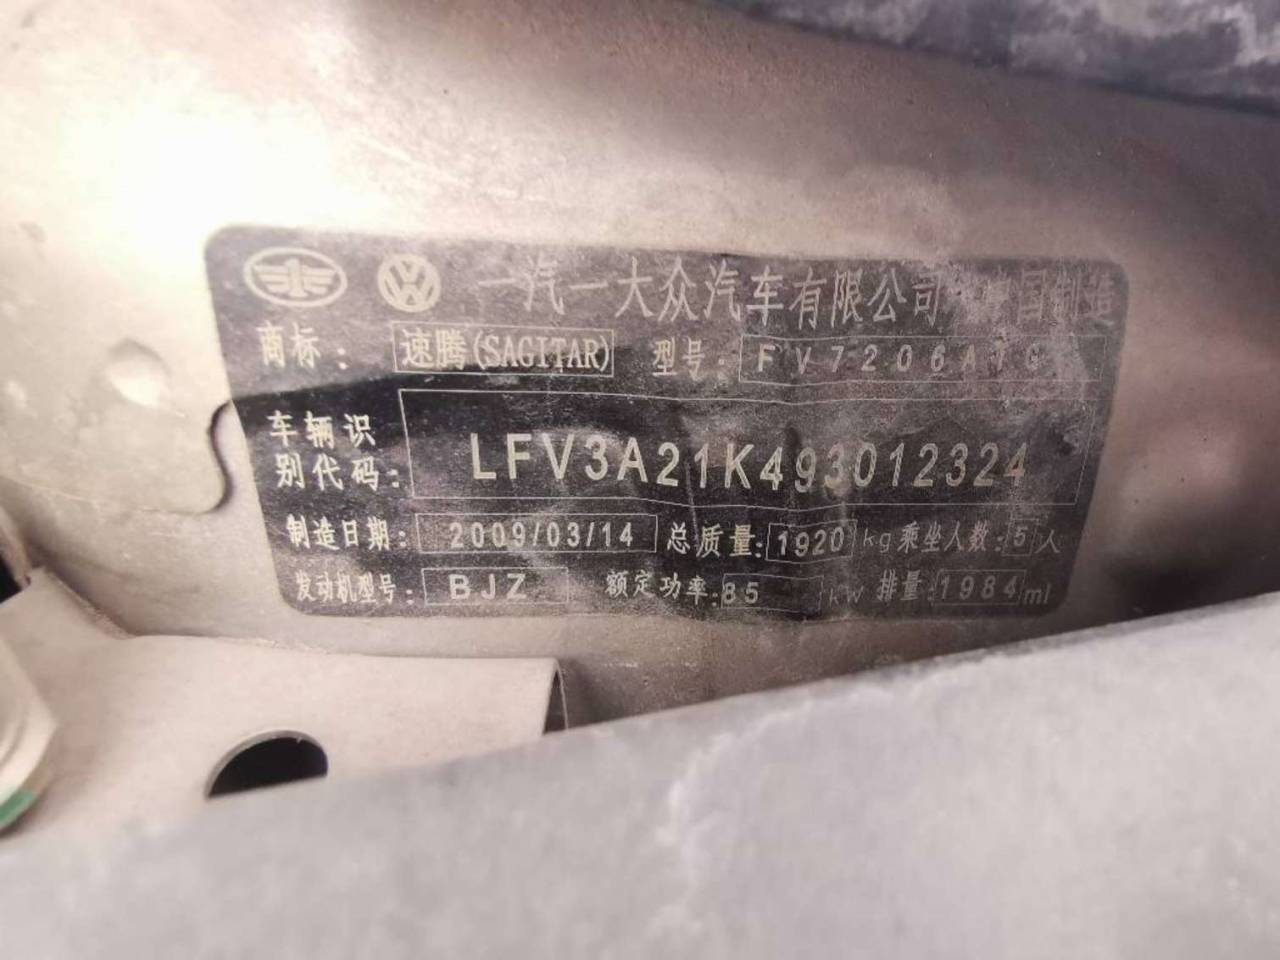 一汽一大众汽车有限公司 中国制造
商标: 速腾(SAGITAR) 型号: FV7206ATG
车辆识
别代码: LFV3A21K493012324
制造日期: 2009/03/14 总质量: 1920 kg 乘坐人数: 5 人
发动机型号: BJZ 额定功率: 85 kW 排量: 1984 ml